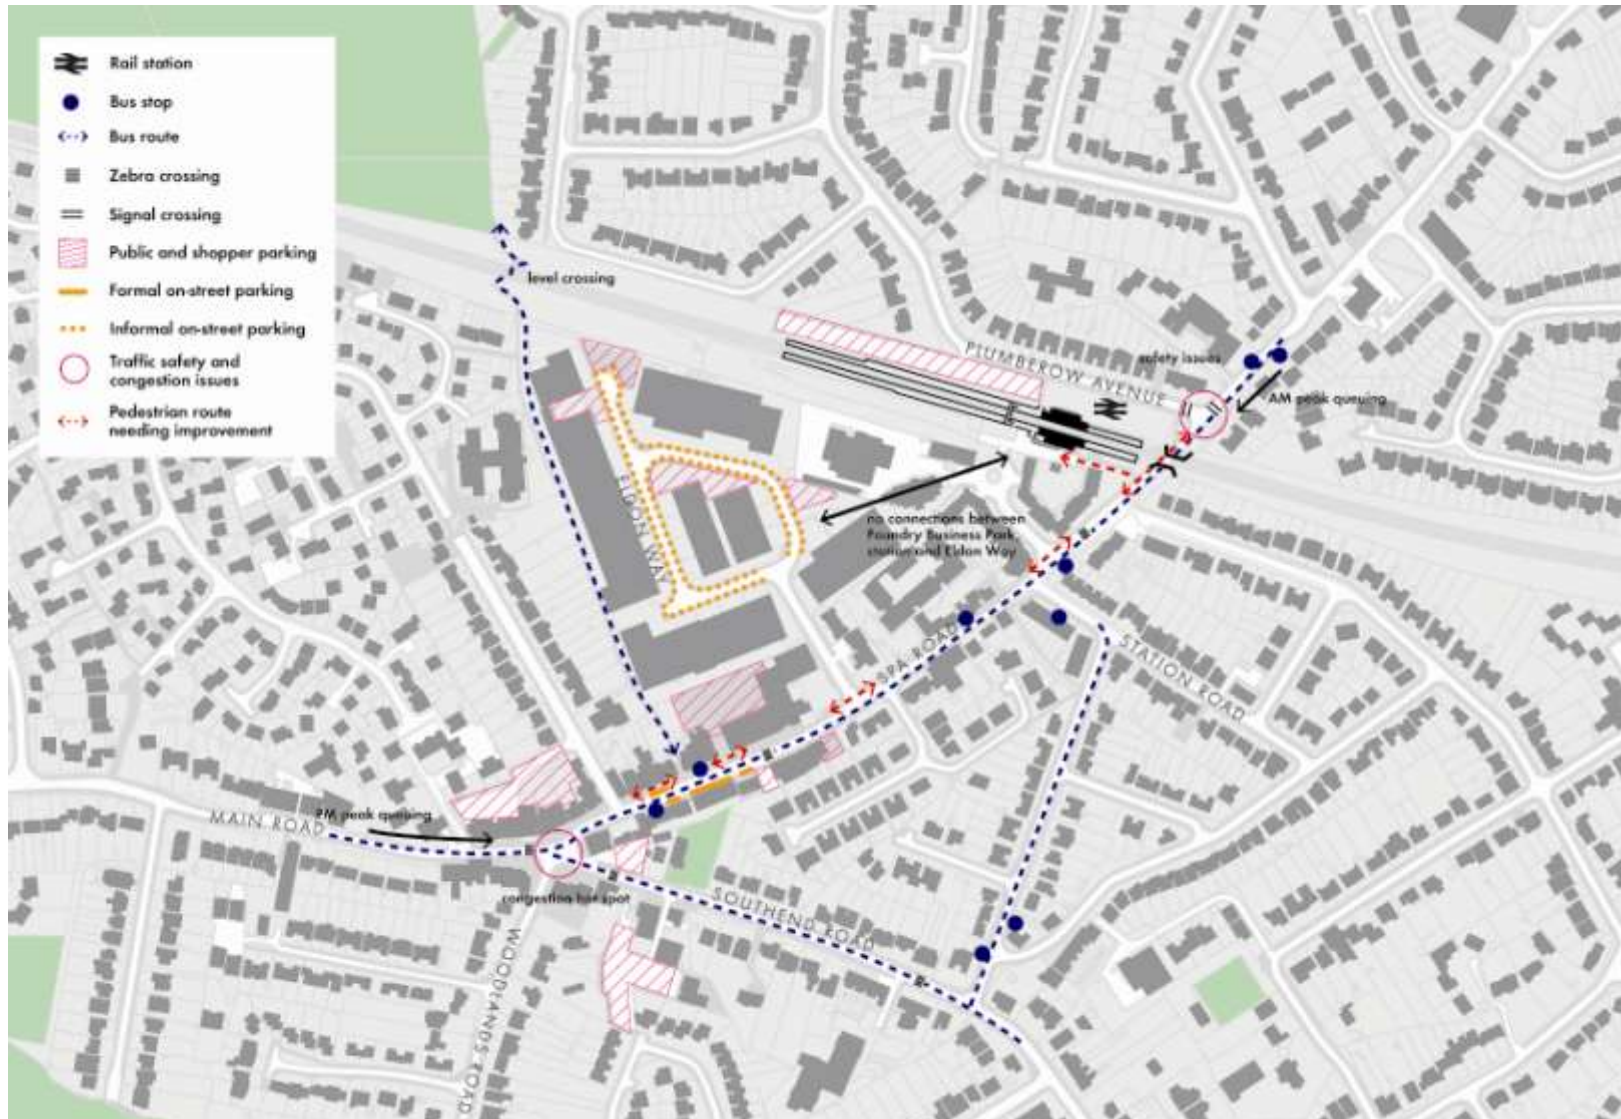 Rail station
Bus stop
Bus route
Zebra crossing
Signal crossing
Public and shopper parking
Formal on-street parking
Informal on-street parking
Traffic safety and
congestion issues
Pedestrian route
needing improvement
level crossing
PLUMBEROW AVENUE
safety issues
AM peak queuing
ELDON WAY
no connections between
Foundry Business Park,
station and Eldon Way
SPA ROAD
STATION ROAD
MAIN ROAD
PM peak queuing
congestion hot spot
SOUTHEND ROAD
WOODLANDS ROAD